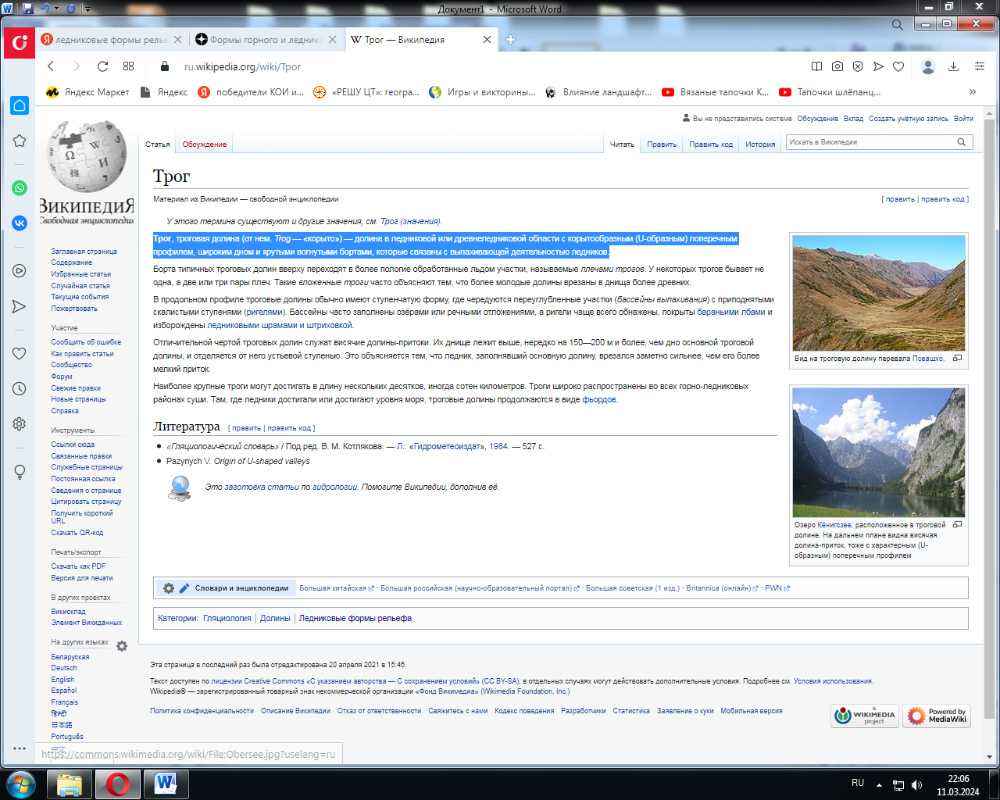 Документ1 - Microsoft Word
ледниковые формы релье
Формы горного и леднико
Трог — Википедия
ru.wikipedia.org/wiki/Трог
Яндекс Маркет
Яндекс
победители КОИ и...
«РЕШУ ЦТ»: геогра...
Игры и викторины...
Влияние ландшафт...
Вязаные тапочки К...
Тапочки шлёпанц...
Вы не представились системе Обсуждение Вклад Создать учётную запись Войти
Статья Обсуждение
Читать Править Править код История
Искать в Википедии
ВИКИПЕДИЯ
Свободная энциклопедия
Трог
Материал из Википедии — свободной энциклопедии
[ править | править код ]
У этого термина существуют и другие значения, см. Трог (значения).
Трог, троговая долина (от нем. Trog — «корыто») — долина в ледниковой или древнеледниковой области с корытообразным (U-образным) поперечным
профилем, широким дном и крутыми вогнутыми бортами, которые связаны с выпахивающей деятельностью ледников.
Борта типичных троговых долин вверху переходят в более пологие обработанные льдом участки, называемые плечами трогов. У некоторых трогов бывает не
одна, а две или три пары плеч. Такие вложенные троги часто объясняют тем, что более молодые долины врезаны в днища более древних.
В продольном профиле троговые долины обычно имеют ступенчатую форму, где чередуются переуглубленные участки (бассейны выпахивания) с приподнятыми
скалистыми ступенями (ригелями). Бассейны часто заполнены озёрами или речными отложениями, а ригели чаще всего обнажены, покрыты бараньими лбами и
изборождены ледниковыми шрамами и штриховкой.
Отличительной чертой троговых долин служат висячие долины-притоки. Их днище лежит выше, нередко на 150—200 м и более, чем дно основной троговой
долины, и отделяется от него устьевой ступенью. Это объясняется тем, что ледник, заполнявший основную долину, врезался заметно сильнее, чем его более
мелкий приток.
Наиболее крупные троги могут достигать в длину нескольких десятков, иногда сотен километров. Троги широко распространены во всех горно-ледниковых
районах суши. Там, где ледники достигали или достигают уровня моря, троговые долины продолжаются в виде фьордов.
Вид на троговую долину перевала Псеашхо.
Озеро Кёнигсзее, расположенное в троговой
долине. На дальнем плане видна висячая
долина-приток, тоже с характерным (U-
образным) поперечным профилем
Литература [ править | править код ]
«Гляциологический словарь» / Под ред. В. М. Котлякова. — Л.: «Гидрометеоиздат», 1984. — 527 с.
Pazynych V. Origin of U-shaped valleys
Это заготовка статьи по гидрологии. Помогите Википедии, дополнив её.
Словари и энциклопедии
Большая китайская · Большая российская (научно-образовательный портал) · Большая советская (1 изд.) · Britannica (онлайн) · PWN
Категории: Гляциология | Долины | Ледниковые формы рельефа
Заглавная страница
Содержание
Избранные статьи
Случайная статья
Текущие события
Пожертвовать
Участие
Сообщить об ошибке
Как править статьи
Сообщество
Форум
Свежие правки
Новые страницы
Справка
Инструменты
Ссылки сюда
Связанные правки
Служебные страницы
Постоянная ссылка
Сведения о странице
Цитировать страницу
Получить короткий
URL
Скачать QR-код
Печать/экспорт
Скачать как PDF
Версия для печати
В других проектах
Викисклад
Элемент Викиданных
На других языках
Беларуская
Deutsch
English
Español
Français
हिन्दी
日本語
Português
中文
Эта страница в последний раз была отредактирована 20 апреля 2021 в 15:46.
Текст доступен по лицензии Creative Commons «С указанием авторства — С сохранением условий» (CC BY-SA); в отдельных случаях могут действовать дополнительные условия. Подробнее см. Условия использования.
Wikipedia® — зарегистрированный товарный знак некоммерческой организации «Фонд Викимедиа» (Wikimedia Foundation, Inc.)
Политика конфиденциальности Описание Википедии Отказ от ответственности Свяжитесь с нами Кодекс поведения Разработчики Статистика Заявление о куки Мобильная версия
a
WIKIMEDIA
project
Powered by
MediaWiki
https://commons.wikimedia.org/wiki/File:Obersee.jpg?uselang=ru
RU
22:06
11.03.2024